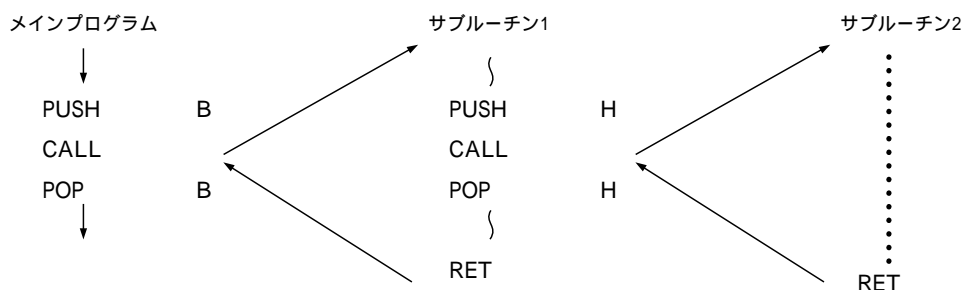 メインプログラム
サブルーチン1
サブルーチン2
PUSH B
CALL
POP B
PUSH H
CALL
POP H
RET
RET